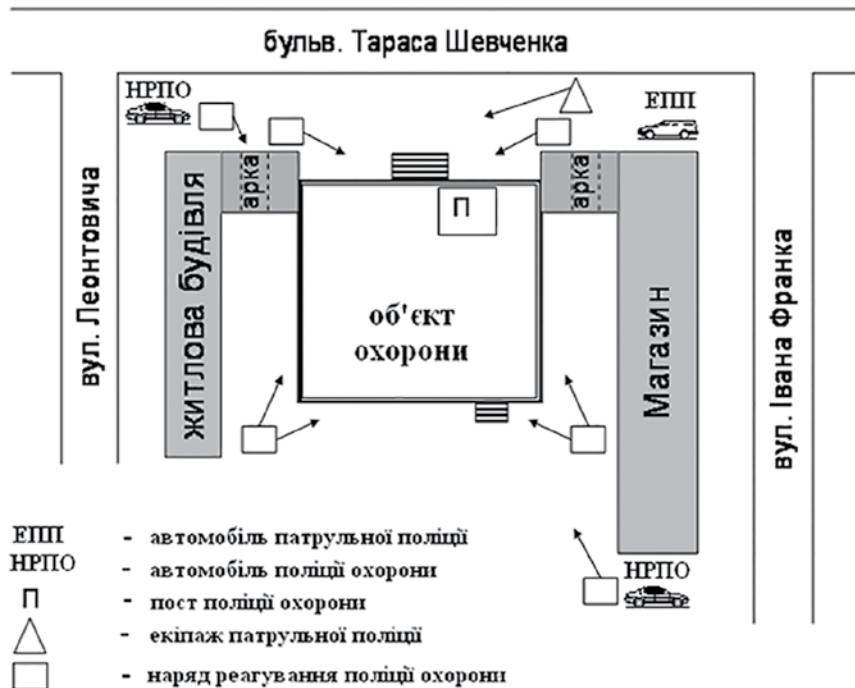 бульв. Тараса Шевченка
НРПО
ЕПП
арка
арка
П
вул. Леонтовича
житлова будівля
об'єкт
охорони
Магазин
вул. Івана Франка
НРПО
ЕПП - автомобіль патрульної поліції
НРПО - автомобіль поліції охорони
П - пост поліції охорони
- екіпаж патрульної поліції
- наряд реагування поліції охорони